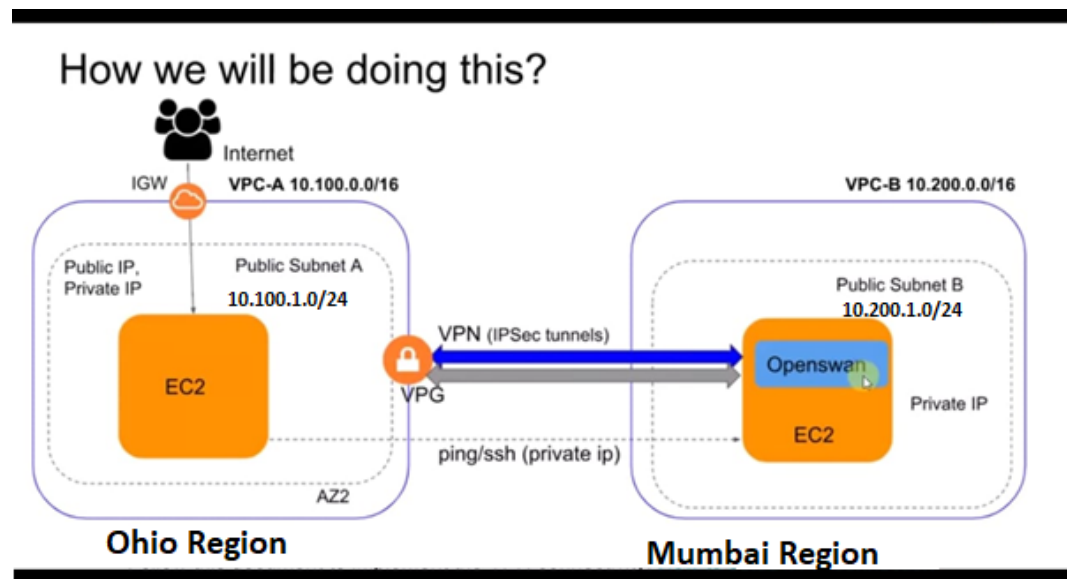 How we will be doing this?
Internet
IGW
VPC-A 10.100.0.0/16
VPC-B 10.200.0.0/16
Public IP,
Private IP
Public Subnet A
10.100.1.0/24
Public Subnet B
10.200.1.0/24
VPN (IPSec tunnels)
Openswan
EC2
VPG
Private IP
EC2
ping/ssh (private ip)
AZ2
Ohio Region
Mumbai Region